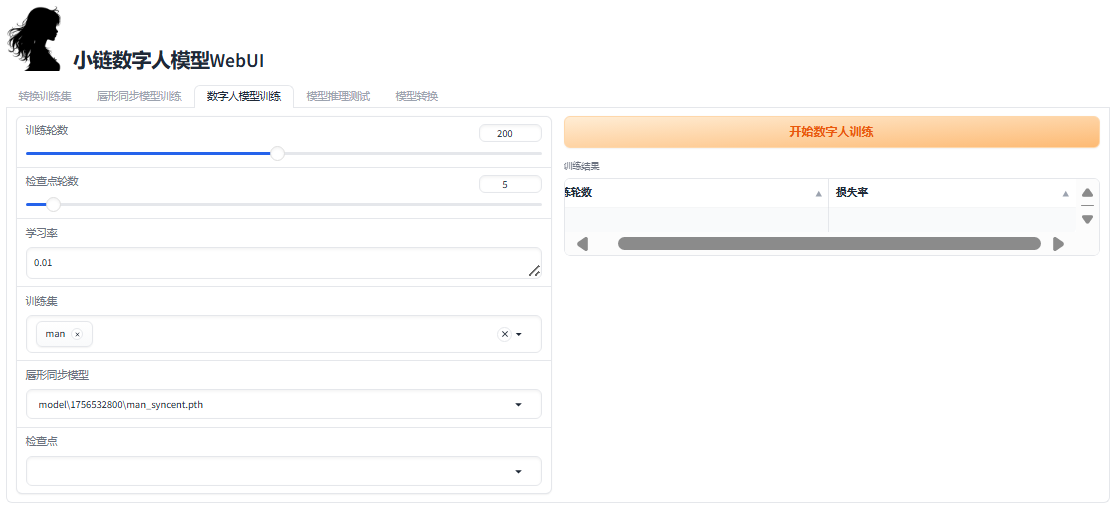 小链数字人模型WebUI
转换训练集 唇形同步模型训练 数字人模型训练 模型推理测试 模型转换
训练轮数
200
检查点轮数
5
学习率
0.01
训练集
man ×
唇形同步模型
model\1756532800\man_syncent.pth
检查点
开始数字人训练
训练结果
练轮数 损失率